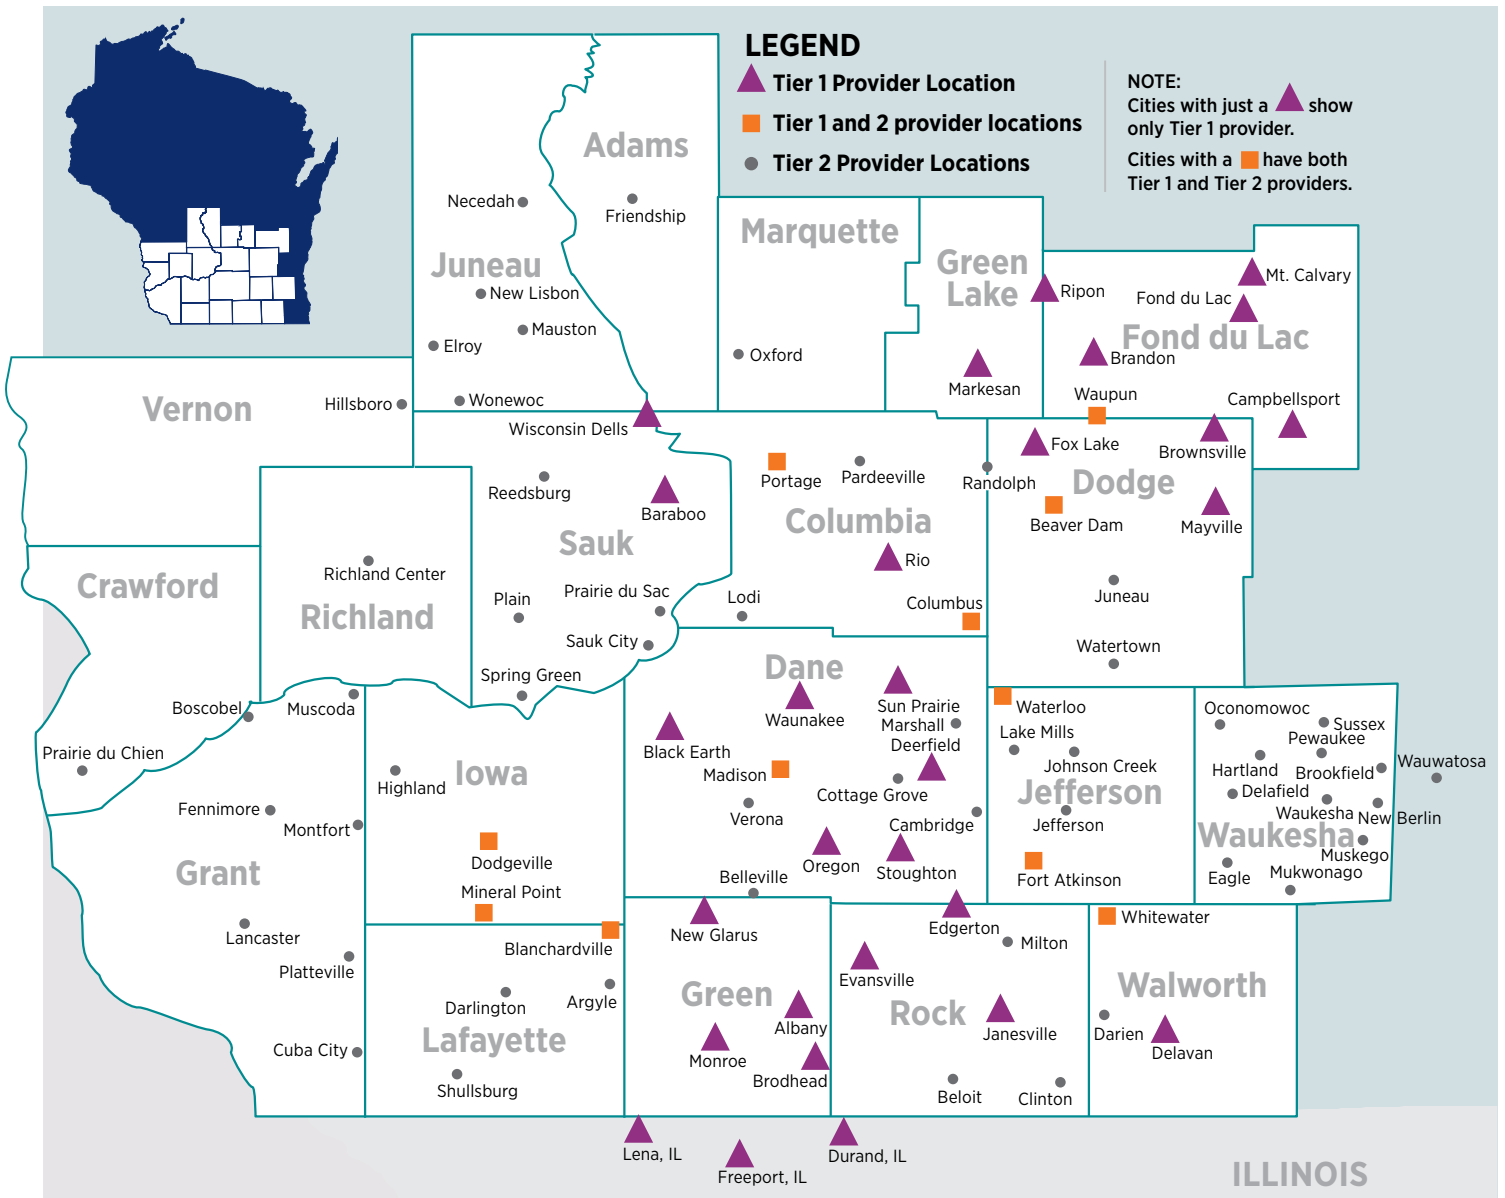 LEGEND
Tier 1 Provider Location
Tier 1 and 2 provider locations
Tier 2 Provider Locations
NOTE:
Cities with just a show
only Tier 1 provider.
Cities with a have both
Tier 1 and Tier 2 providers.
Adams
Necedah
Friendship
Juneau
New Lisbon
Mauston
Elroy
Wonewoc
Marquette
Oxford
Green
Lake
Markesan
Ripon
Mt. Calvary
Fond du Lac
Fond du Lac
Brandon
Waupun
Campbellsport
Vernon
Hillsboro
Wisconsin Dells
Reedsburg
Baraboo
Sauk
Plain
Prairie du Sac
Sauk City
Spring Green
Portage
Pardeeville
Columbia
Rio
Lodi
Columbus
Randolph
Fox Lake
Brownsville
Dodge
Beaver Dam
Mayville
Juneau
Watertown
Crawford
Richland Center
Richland
Boscobel
Muscoda
Prairie du Chien
Fennimore
Montfort
Grant
Lancaster
Platteville
Cuba City
Iowa
Highland
Dodgeville
Mineral Point
Blanchardville
Darlington
Argyle
Lafayette
Shullsburg
Dane
Waunakee
Sun Prairie
Marshall
Deerfield
Black Earth
Madison
Cottage Grove
Verona
Cambridge
Oregon
Stoughton
Belleville
Waterloo
Lake Mills
Johnson Creek
Jefferson
Jefferson
Fort Atkinson
Oconomowoc
Sussex
Pewaukee
Hartland
Brookfield
Wauwatosa
Delafield
Waukesha
New Berlin
Waukesha
Muskego
Eagle
Mukwonago
New Glarus
Green
Albany
Monroe
Brodhead
Edgerton
Milton
Evansville
Rock
Janesville
Beloit
Clinton
Whitewater
Walworth
Darien
Delavan
Lena, IL
Freeport, IL
Durand, IL
ILLINOIS